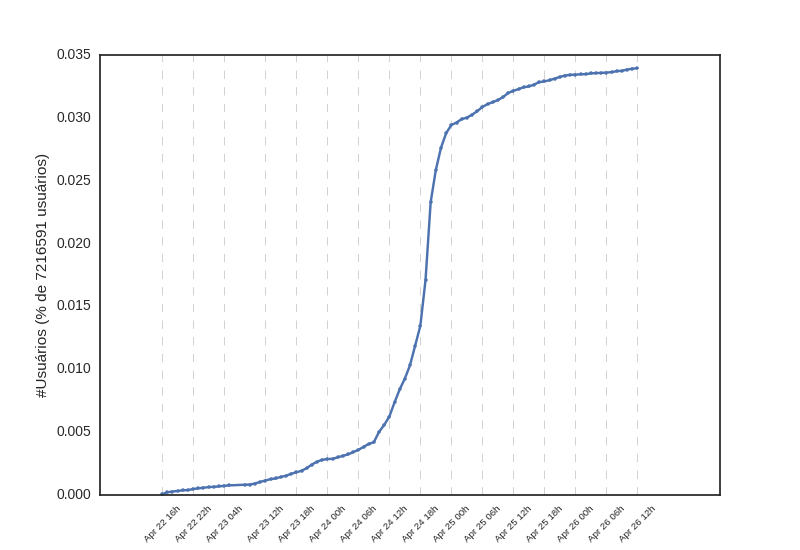 0.035
0.030
0.025
0.020
0.015
0.010
0.005
0.000
#Usuários (% de 7216591 usuários)
Apr 22 16h
Apr 22 22h
Apr 23 04h
Apr 23 12h
Apr 23 18h
Apr 24 00h
Apr 24 06h
Apr 24 12h
Apr 24 18h
Apr 25 00h
Apr 25 06h
Apr 25 12h
Apr 25 18h
Apr 26 00h
Apr 26 06h
Apr 26 12h